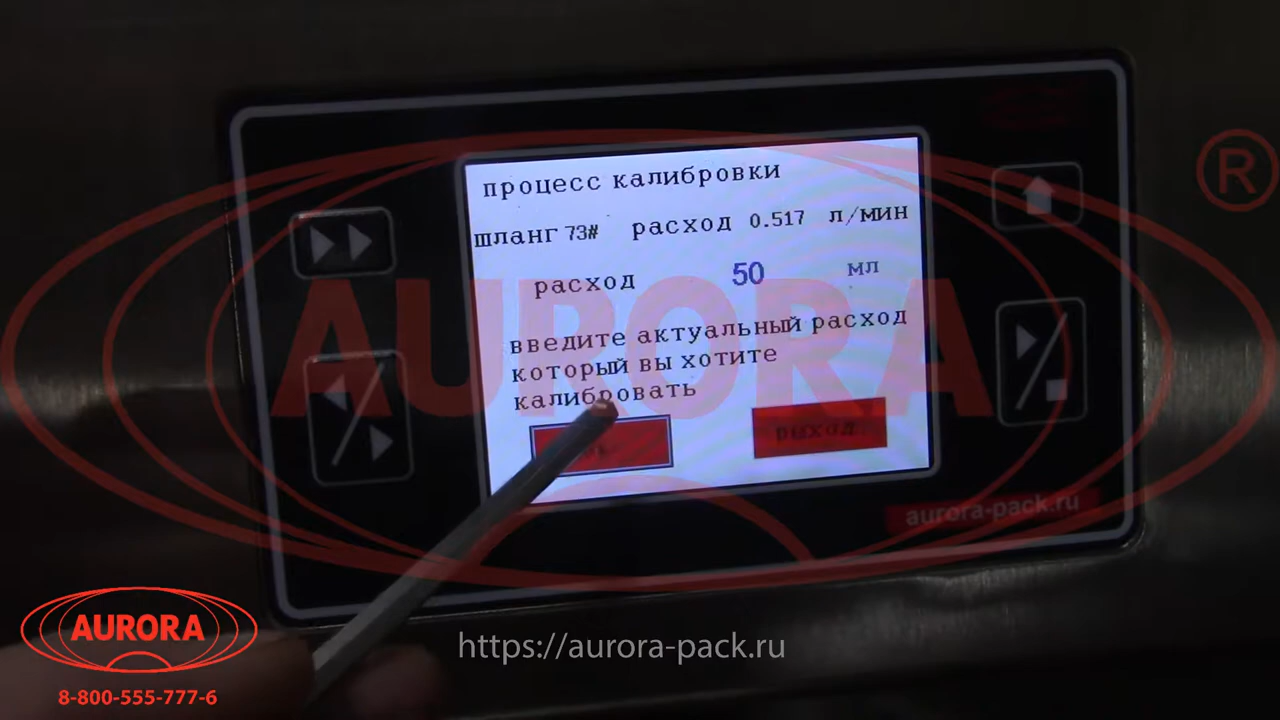 процесс калибровки
шланг 73# расход 0.517 л/мин
расход 50 мл
введите актуальный расход
который вы хотите
калибровать
выход
aurora-pack.ru
AURORA
®
AURORA
8-800-555-777-6
https://aurora-pack.ru